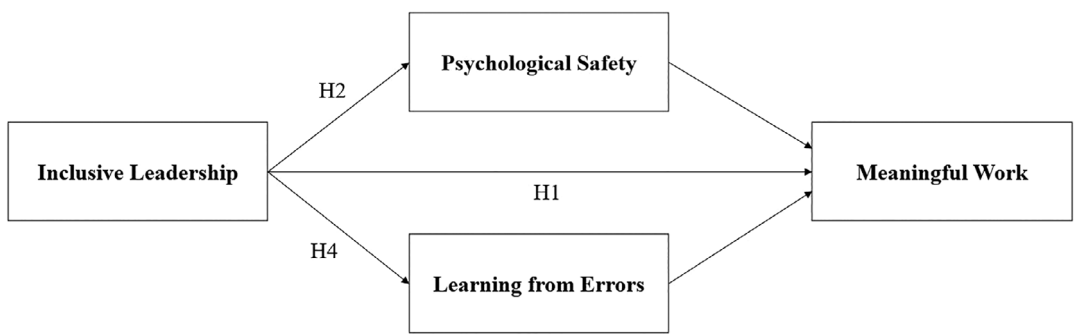 Psychological Safety
H2
Inclusive Leadership
Meaningful Work
H1
H4
Learning from Errors